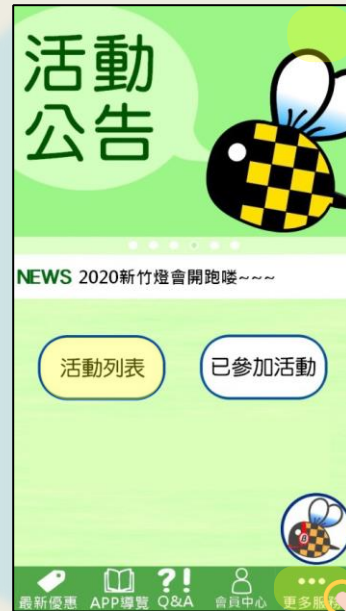 活動
公告
NEWS 2020新竹燈會開跑喽~~~
活動列表
已參加活動
B
最新優惠
APP導覽
Q&A
會員中心
更多服務